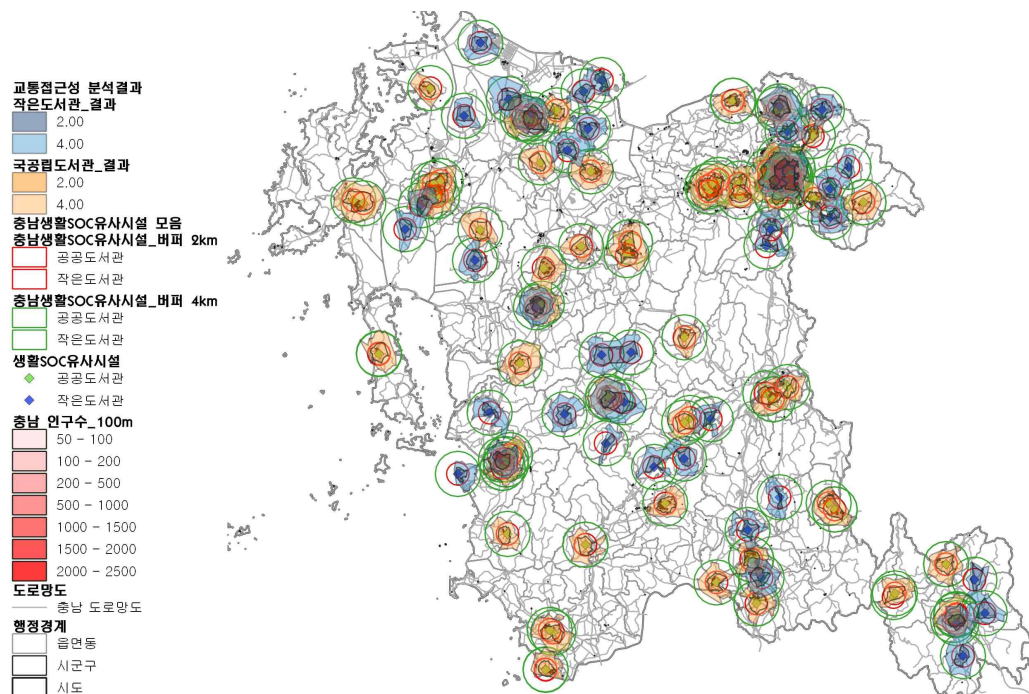 교통접근성 분석결과
작은도서관_결과
2.00
4.00
국공립도서관_결과
2.00
4.00
충남생활SOC유사시설 모음
충남생활SOC유사시설_버퍼 2km
공공도서관
작은도서관
충남생활SOC유사시설_버퍼 4km
공공도서관
작은도서관
생활SOC유사시설
공공도서관
작은도서관
충남_인구수_100m
50 - 100
100 - 200
200 - 500
500 - 1000
1000 - 1500
1500 - 2000
2000 - 2500
도로망도
충남 도로망도
행정경계
읍면동
시군구
시도